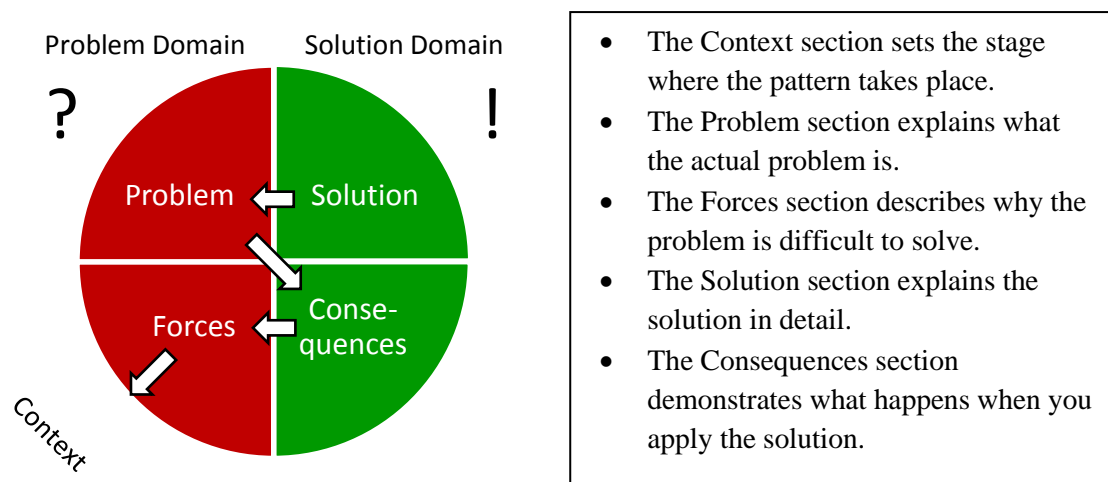 Problem Domain
Solution Domain
?
!
Problem
Solution
Forces
Conse-
quences
Context
• The Context section sets the stage
where the pattern takes place.
• The Problem section explains what
the actual problem is.
• The Forces section describes why the
problem is difficult to solve.
• The Solution section explains the
solution in detail.
• The Consequences section
demonstrates what happens when you
apply the solution.